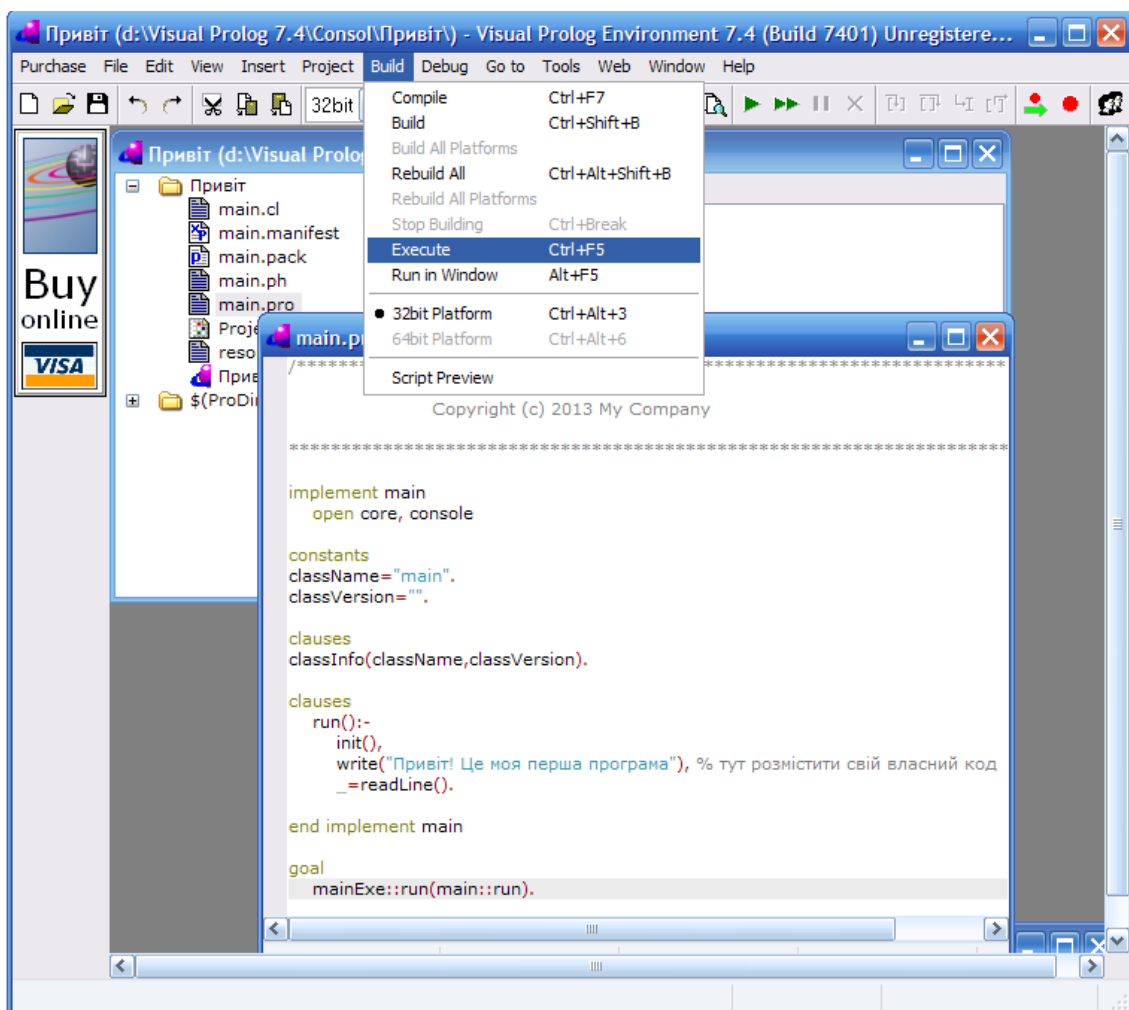 Привіт (d:\Visual Prolog 7.4\Consol\Привіт\) - Visual Prolog Environment 7.4 (Build 7401) Unregistere...
Purchase File Edit View Insert Project Build Debug Go to Tools Web Window Help
32bit
Compile Ctrl+F7
Build Ctrl+Shift+B
Build All Platforms
Rebuild All Ctrl+Alt+Shift+B
Rebuild All Platforms
Stop Building Ctrl+Break
Execute Ctrl+F5
Run in Window Alt+F5
32bit Platform Ctrl+Alt+3
64bit Platform Ctrl+Alt+6
Script Preview
Buy
online
VISA
Привіт (d:\Visual Prolo
Привіт
main.cl
main.manifest
main.pack
main.ph
main.pro
Proje
reso
Прив
$(ProDi
main.p
Copyright (c) 2013 My Company
implement main
open core, console
constants
className="main".
classVersion="".
clauses
classInfo(className,classVersion).
clauses
run():-
init(),
write("Привіт! Це моя перша програма"), % тут розмістити свій власний код
_=readLine().
end implement main
goal
mainExe::run(main::run).